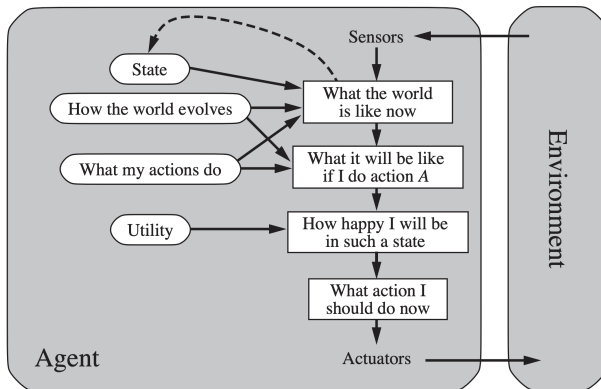 Sensors
State
What the world
is like now
How the world evolves
What my actions do
What it will be like
if I do action A
Utility
How happy I will be
in such a state
What action I
should do now
Agent
Actuators
Environment